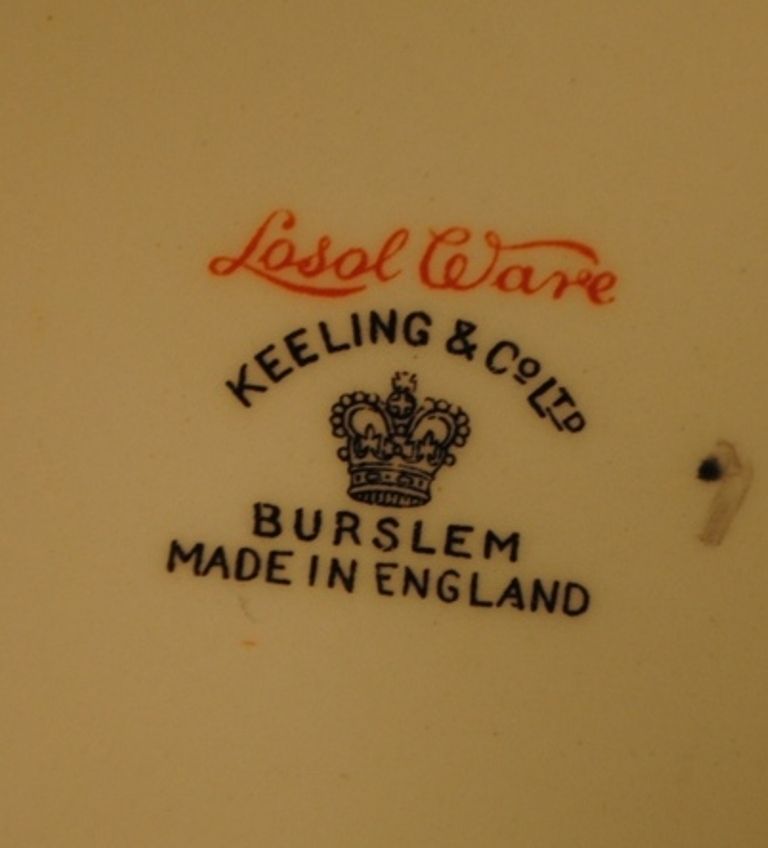 Losol Ware
KEELING & Co LTD
BURSLEM
MADE IN ENGLAND